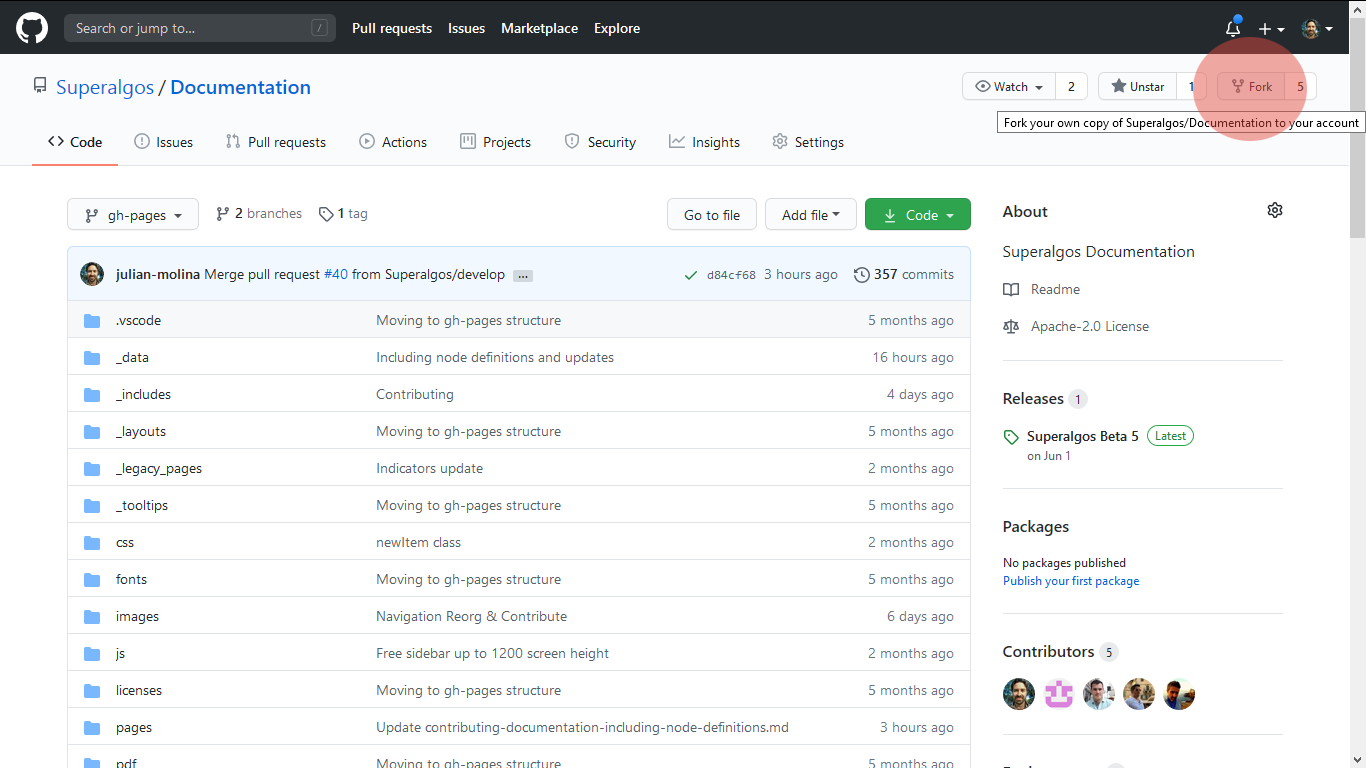 Search or jump to... /
Pull requests Issues Marketplace Explore
Superalgos / Documentation
Watch 2 Unstar 1 Fork 5
Fork your own copy of Superalgos/Documentation to your account
Code Issues Pull requests Actions Projects Security Insights Settings
gh-pages 2 branches 1 tag Go to file Add file Code
julian-molina Merge pull request #40 from Superalgos/develop ... d84cf68 3 hours ago 357 commits
.vscode Moving to gh-pages structure 5 months ago
_data Including node definitions and updates 16 hours ago
_includes Contributing 4 days ago
_layouts Moving to gh-pages structure 5 months ago
_legacy_pages Indicators update 2 months ago
_tooltips Moving to gh-pages structure 5 months ago
css newItem class 2 months ago
fonts Moving to gh-pages structure 5 months ago
images Navigation Reorg & Contribute 6 days ago
js Free sidebar up to 1200 screen height 2 months ago
licenses Moving to gh-pages structure 5 months ago
pages Update contributing-documentation-including-node-definitions.md 3 hours ago
pdf Moving to gh-pages structure 5 months ago
About
Superalgos Documentation
Readme
Apache-2.0 License
Releases 1
Superalgos Beta 5 Latest
on Jun 1
Packages
No packages published
Publish your first package
Contributors 5